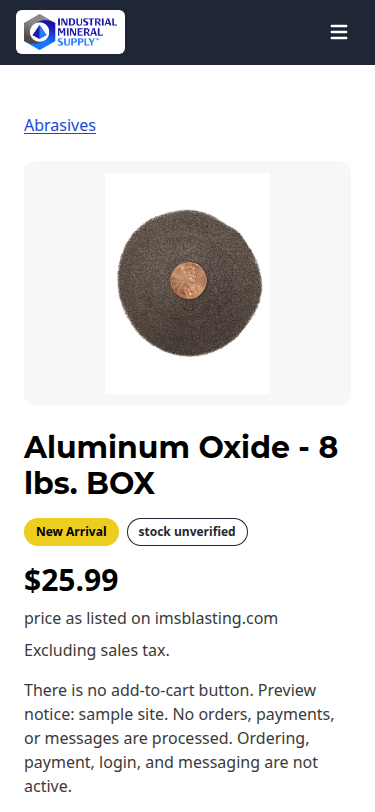 INDUSTRIAL
MINERAL
SUPPLY™
Abrasives
Aluminum Oxide - 8
lbs. BOX
New Arrival
stock unverified
$25.99
price as listed on imsblasting.com
Excluding sales tax.
There is no add-to-cart button. Preview
notice: sample site. No orders, payments,
or messages are processed. Ordering,
payment, login, and messaging are not
active.